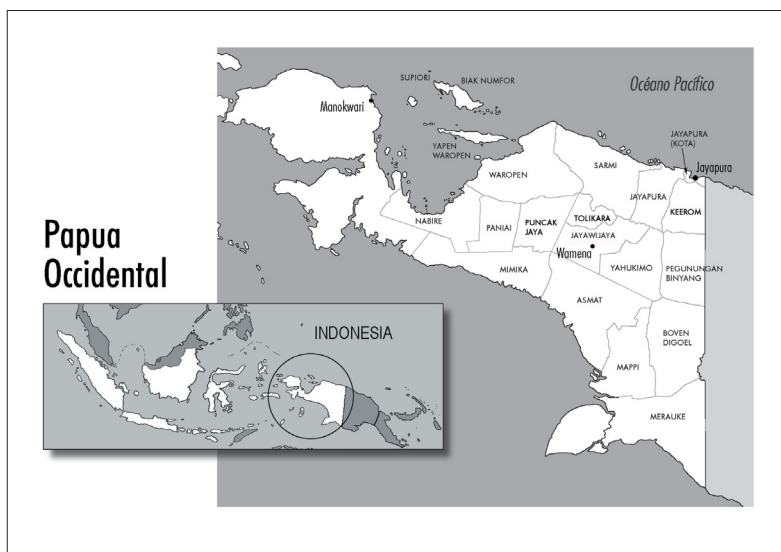 Papua
Occidental
INDONESIA
Océano Pacífico
SUPIORI
BIAK NUMFOR
Manokwari
YAPEN
WAROPEN
JAYAPURA
(KOTA)
Jayapura
WAROPEN
SARMI
JAYAPURA
KEEROM
NABIRE
PANIAI
PUNCAK
JAYA
TOLIKARA
JAYAWIJAYA
Wamena
MIMIKA
YAHUKIMO
PEGUNUNGAN
BINYANG
ASMAT
BOVEN
DIGOEL
MAPPI
MERAUKE